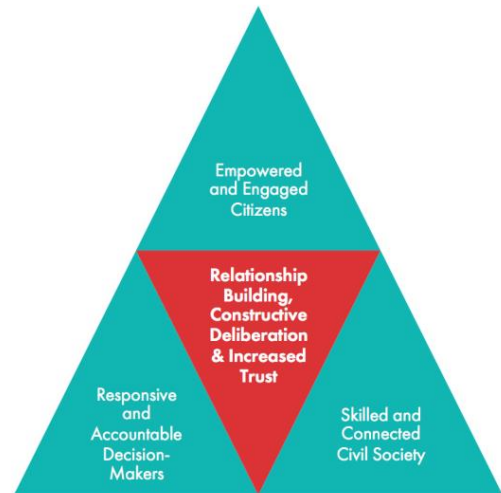 Empowered
and Engaged
Citizens
Relationship
Building,
Constructive
Deliberation
& Increased
Trust
Responsive
and
Accountable
Decision-
Makers
Skilled and
Connected
Civil Society